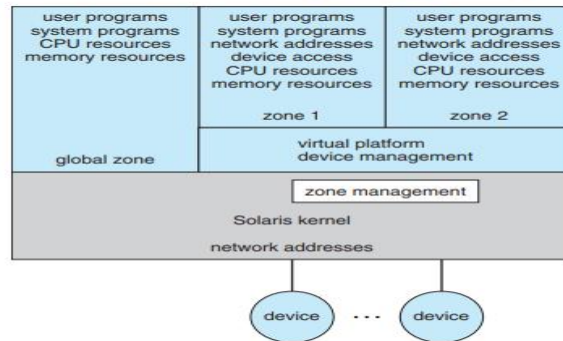 user programs
system programs
CPU resources
memory resources
global zone
user programs
system programs
network addresses
device access
CPU resources
memory resources
zone 1
user programs
system programs
network addresses
device access
CPU resources
memory resources
zone 2
virtual platform
device management
zone management
Solaris kernel
network addresses
device
...
device